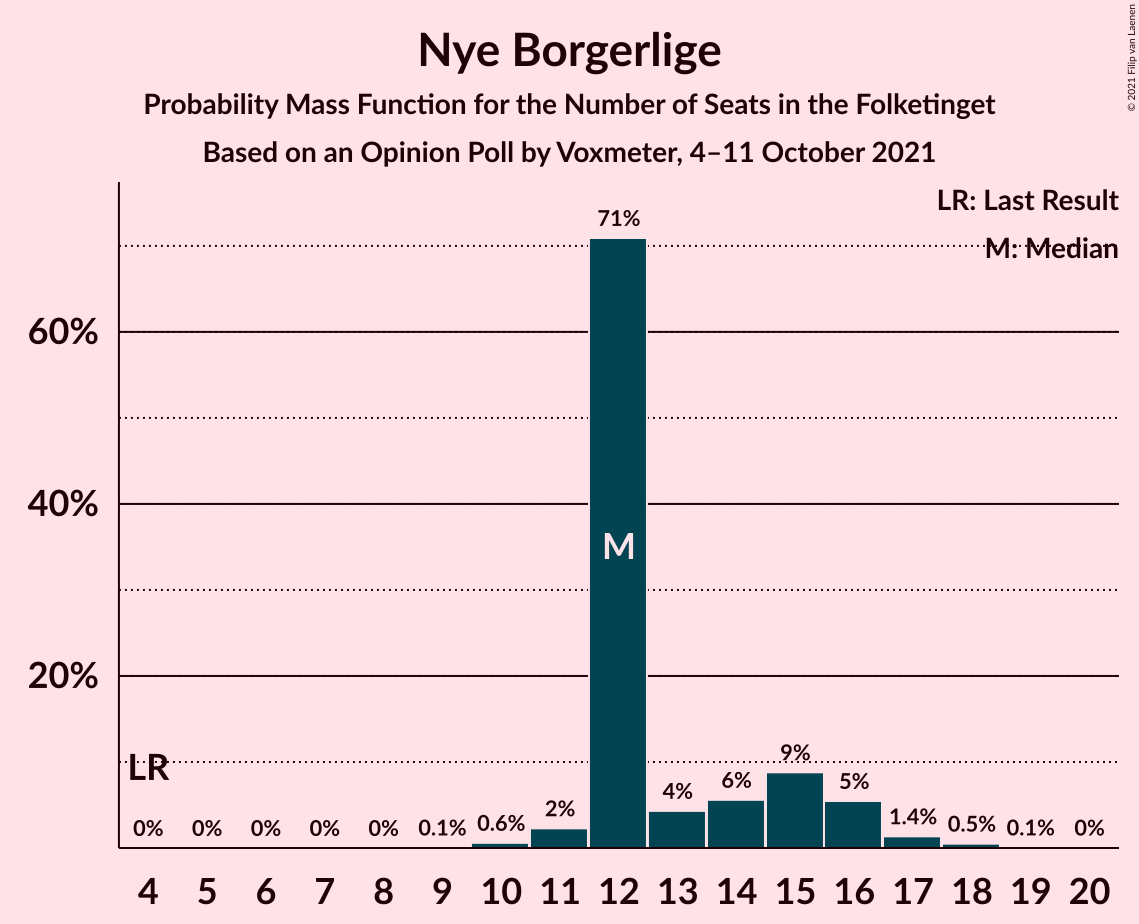 Nye Borgerlige
Probability Mass Function for the Number of Seats in the Folketinget
Based on an Opinion Poll by Voxmeter, 4–11 October 2021
© 2021 Filip van Laenen
LR: Last Result
M: Median
71%
60%
40%
M
20%
LR
0% 0% 0% 0% 0% 0.1% 0.6% 2% 4% 6% 9% 5% 1.4% 0.5% 0.1% 0%
4 5 6 7 8 9 10 11 12 13 14 15 16 17 18 19 20